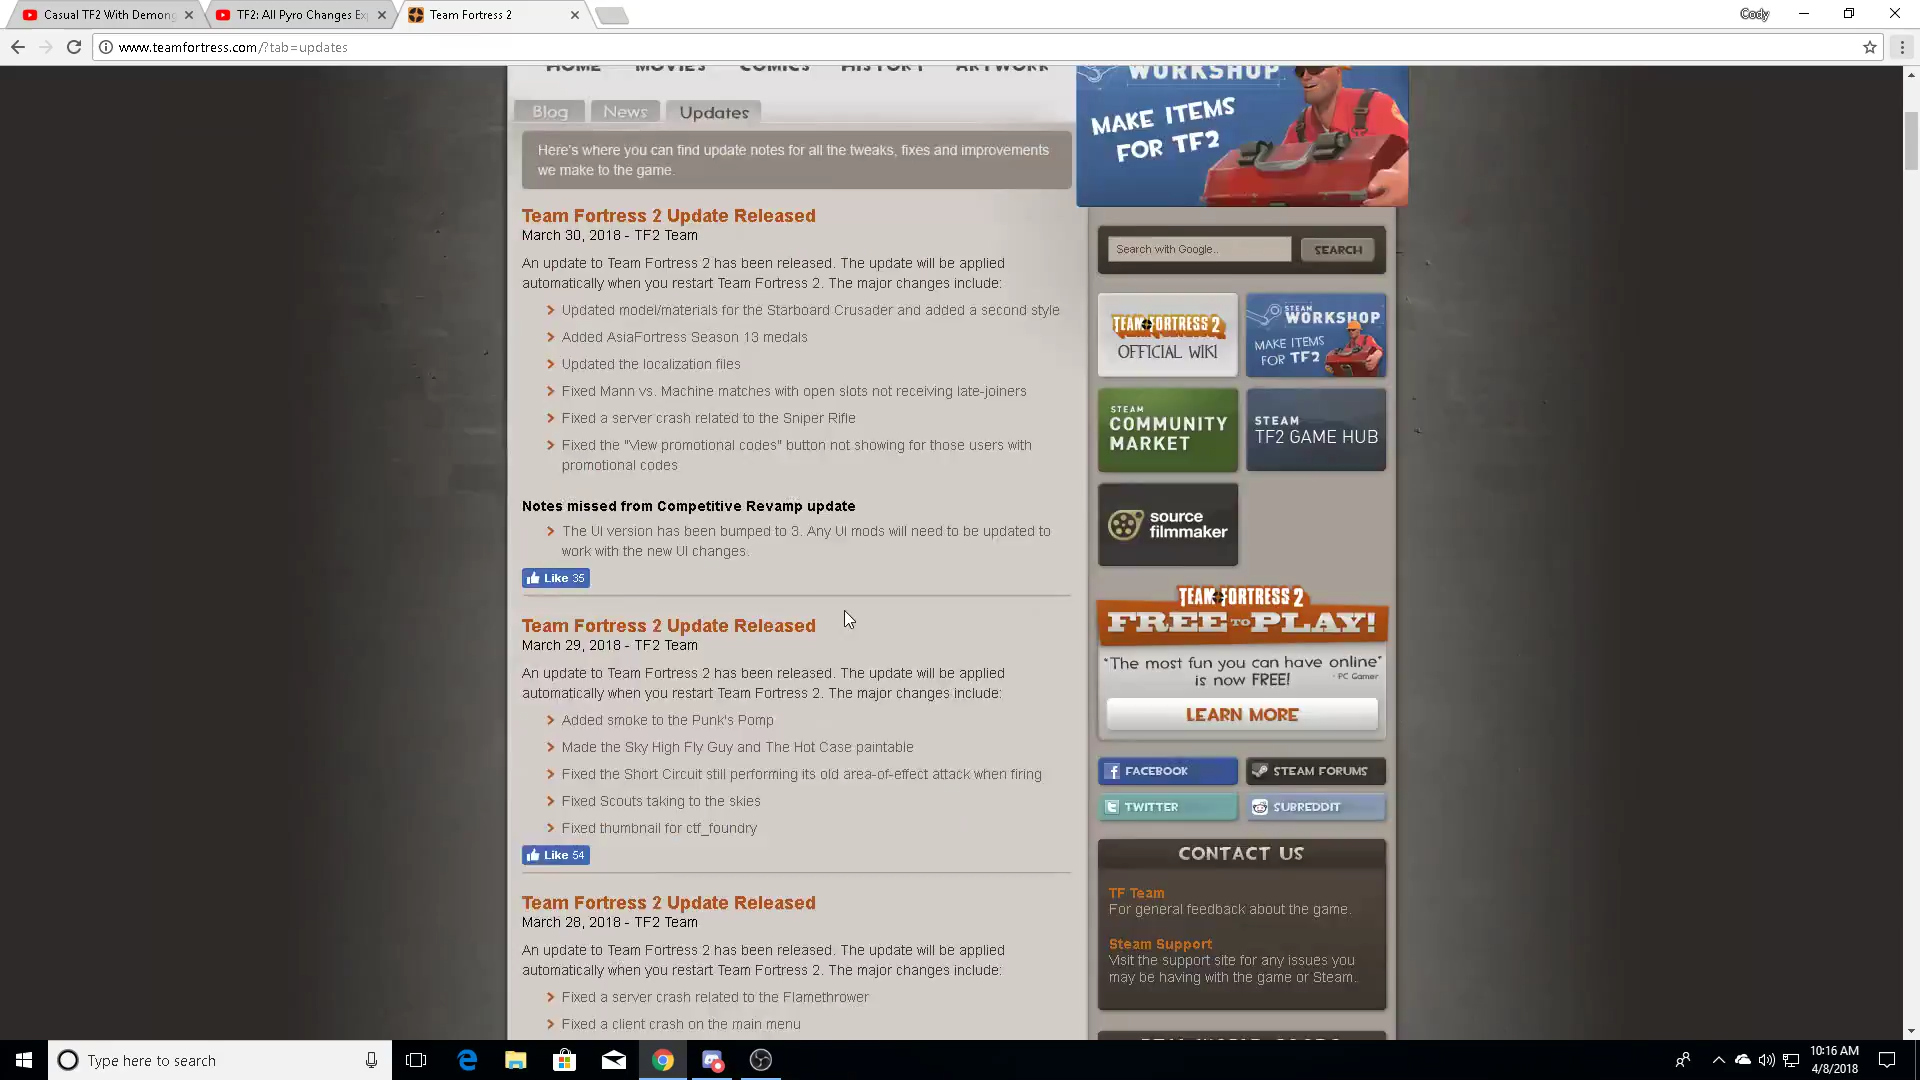 Casual TF2 With Demong
TF2: All Pyro Changes Ex
Team Fortress 2
Cody
www.teamfortress.com/?tab=updates
HOME MOVIES COMICS HISTORY ARTWORK
Blog News Updates
Here's where you can find update notes for all the tweaks, fixes and improvements
we make to the game.
Team Fortress 2 Update Released
March 30, 2018 - TF2 Team
An update to Team Fortress 2 has been released. The update will be applied
automatically when you restart Team Fortress 2. The major changes include:
Updated model/materials for the Starboard Crusader and added a second style
Added AsiaFortress Season 13 medals
Updated the localization files
Fixed Mann vs. Machine matches with open slots not receiving late-joiners
Fixed a server crash related to the Sniper Rifle
Fixed the "View promotional codes" button not showing for those users with
promotional codes
Notes missed from Competitive Revamp update
The UI version has been bumped to 3. Any UI mods will need to be updated to
work with the new UI changes.
Like 35
Team Fortress 2 Update Released
March 29, 2018 - TF2 Team
An update to Team Fortress 2 has been released. The update will be applied
automatically when you restart Team Fortress 2. The major changes include:
Added smoke to the Punk's Pomp
Made the Sky High Fly Guy and The Hot Case paintable
Fixed the Short Circuit still performing its old area-of-effect attack when firing
Fixed Scouts taking to the skies
Fixed thumbnail for ctf_foundry
Like 54
Team Fortress 2 Update Released
March 28, 2018 - TF2 Team
An update to Team Fortress 2 has been released. The update will be applied
automatically when you restart Team Fortress 2. The major changes include:
Fixed a server crash related to the Flamethrower
Fixed a client crash on the main menu
WORKSHOP
MAKE ITEMS
FOR TF2
Search with Google..
SEARCH
TEAM FORTRESS 2
OFFICIAL WIKI
STEAM
WORKSHOP
MAKE ITEMS
FOR TF2
STEAM
COMMUNITY
MARKET
STEAM
TF2 GAME HUB
source
filmmaker
TEAM FORTRESS 2
FREE TO PLAY!
"The most fun you can have online"
is now FREE! - PC Gamer
LEARN MORE
FACEBOOK
STEAM FORUMS
TWITTER
SUBREDDIT
CONTACT US
TF Team
For general feedback about the game.
Steam Support
Visit the support site for any issues you
may be having with the game or Steam.
Type here to search
10:16 AM
4/8/2018